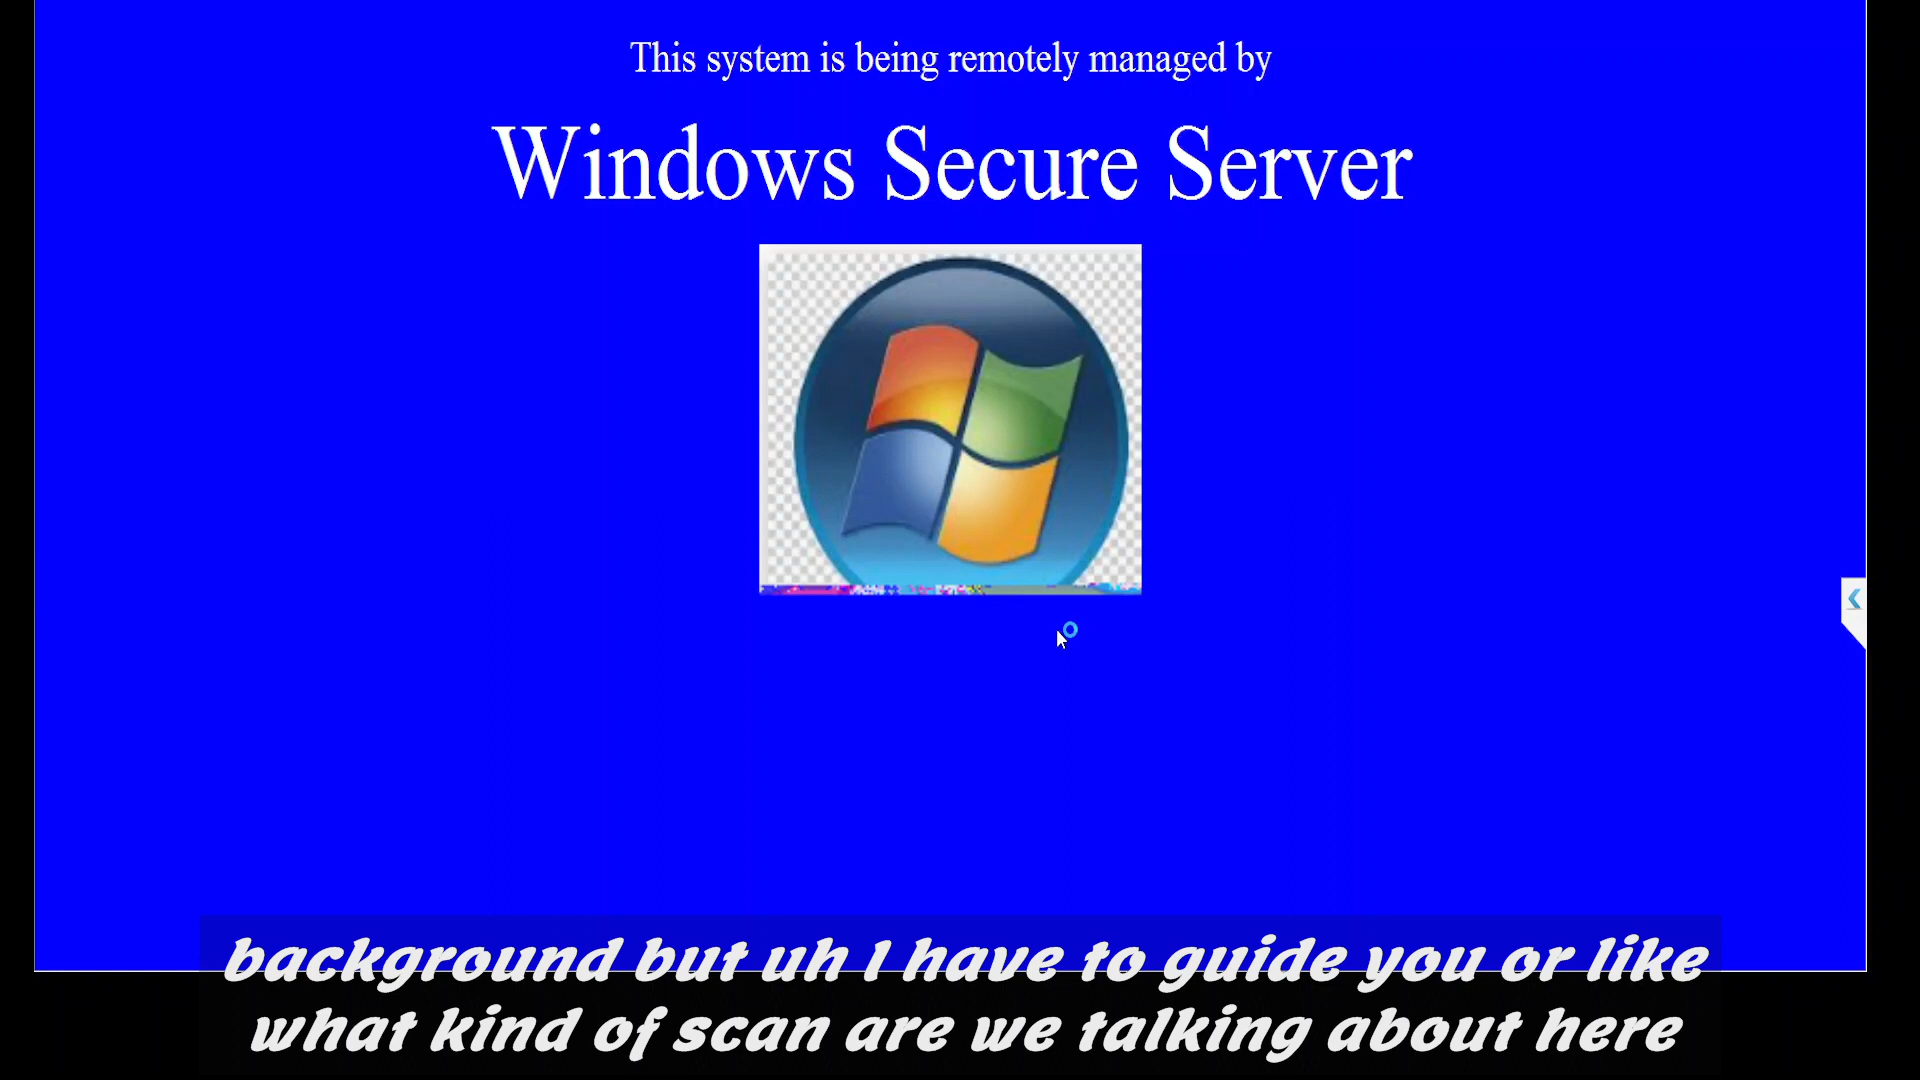 This system is being remotely managed by
Windows Secure Server
background but uh I have to guide you or like
what kind of scan are we talking about here